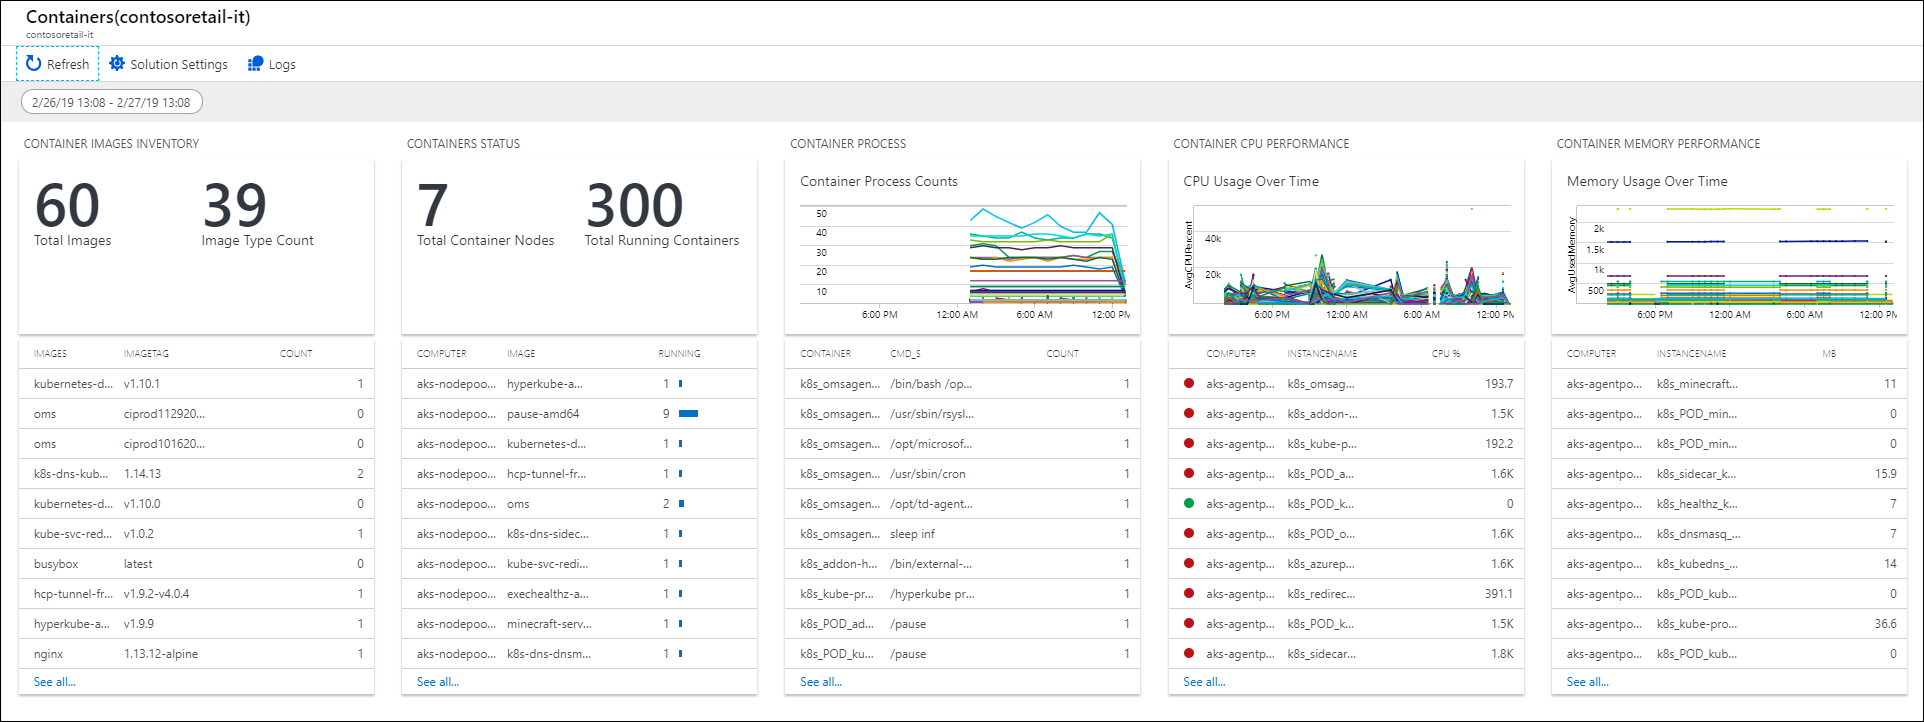 Containers(contosoretail-it)
contosoretail-it
Refresh Solution Settings Logs
2/26/19 13:08 - 2/27/19 13:08
CONTAINER IMAGES INVENTORY
60 39
Total Images Image Type Count
IMAGES IMAGETAG COUNT
kubernetes-d... v1.10.1 1
oms ciprod112920... 0
oms ciprod101620... 0
k8s-dns-kub... 1.14.13 2
kubernetes-d... v1.10.0 0
kube-svc-red... v1.0.2 1
busybox latest 0
hcp-tunnel-fr... v1.9.2-v4.0.4 1
hyperkube-a... v1.9.9 1
nginx 1.13.12-alpine 1
See all...
CONTAINERS STATUS
7 300
Total Container Nodes Total Running Containers
COMPUTER IMAGE RUNNING
aks-nodepoo... hyperkube-a... 1
aks-nodepoo... pause-amd64 9
aks-nodepoo... kubernetes-d... 1
aks-nodepoo... hcp-tunnel-fr... 1
aks-nodepoo... oms 2
aks-nodepoo... k8s-dns-sidec... 1
aks-nodepoo... kube-svc-redi... 1
aks-nodepoo... exechealthz-a... 1
aks-nodepoo... minecraft-serv... 1
aks-nodepoo... k8s-dns-dnsm... 1
See all...
CONTAINER PROCESS
Container Process Counts
50
40
30
20
10
6:00 PM 12:00 AM 6:00 AM 12:00 PM
CONTAINER CMD_S COUNT
k8s_omsagen... /bin/bash /op... 1
k8s_omsagen... /usr/sbin/rsysl... 1
k8s_omsagen... /opt/microsof... 1
k8s_omsagen... /usr/sbin/cron 1
k8s_omsagen... /opt/td-agent... 1
k8s_omsagen... sleep inf 1
k8s_addon-h... /bin/external-... 1
k8s_kube-pr... /hyperkube pr... 1
k8s_POD_ad... /pause 1
k8s_POD_ku... /pause 1
See all...
CONTAINER CPU PERFORMANCE
CPU Usage Over Time
AvgCPUPercent
40k
20k
6:00 PM 12:00 AM 6:00 AM 12:00 PM
COMPUTER INSTANCENAME CPU %
aks-agentp... k8s_omsag... 193.7
aks-agentp... k8s_addon-... 1.5K
aks-agentp... k8s_kube-p... 192.2
aks-agentp... k8s_POD_a... 1.6K
aks-agentp... k8s_POD_k... 0
aks-agentp... k8s_POD_o... 1.6K
aks-agentp... k8s_azurep... 1.6K
aks-agentp... k8s_redirec... 391.1
aks-agentp... k8s_POD_k... 1.5K
aks-agentp... k8s_sidecar... 1.8K
See all...
CONTAINER MEMORY PERFORMANCE
Memory Usage Over Time
AvgUsedMemory
2k
1.5k
1k
500
6:00 PM 12:00 AM 6:00 AM 12:00 PM
COMPUTER INSTANCENAME MB
aks-agentpo... k8s_minecraft... 11
aks-agentpo... k8s_POD_min... 0
aks-agentpo... k8s_POD_min... 0
aks-agentpo... k8s_sidecar_k... 15.9
aks-agentpo... k8s_healthz_k... 7
aks-agentpo... k8s_dnsmasq_... 7
aks-agentpo... k8s_kubedns_... 14
aks-agentpo... k8s_POD_kub... 0
aks-agentpo... k8s_kube-pro... 36.6
aks-agentpo... k8s_POD_kub... 0
See all...